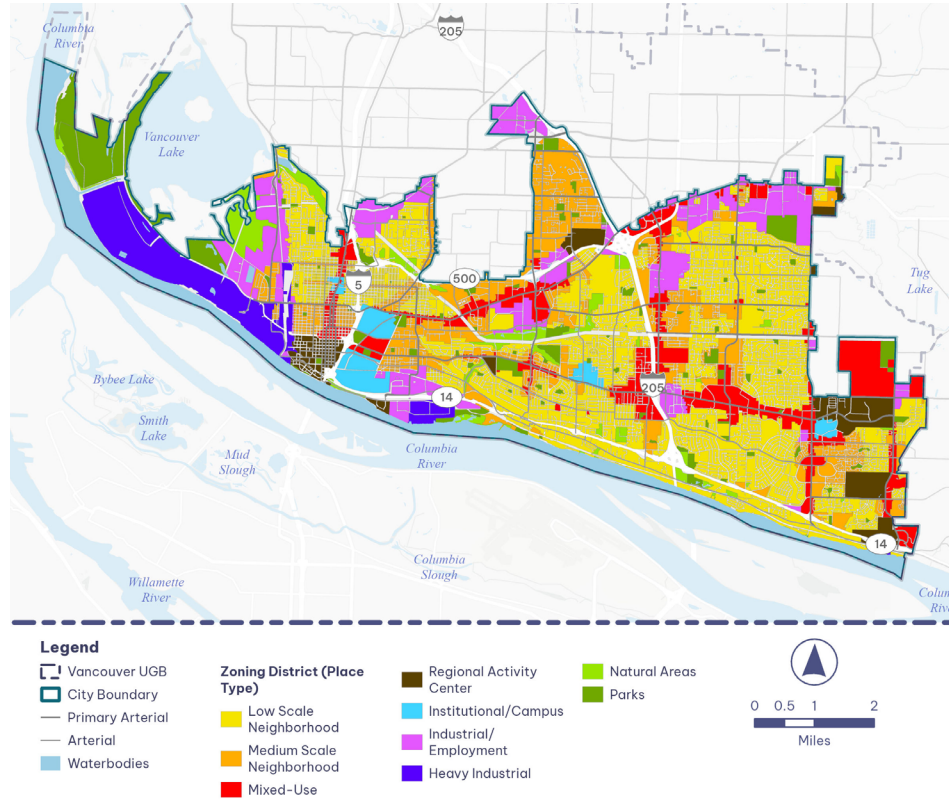 Columbia
River
205
Vancouver
Lake
500
5
Tug
Lake
Bybee Lake
205
14
Smith
Lake
Mud
Slough
Columbia
River
14
Columbia
Slough
Willamette
River
Colum
Rive
Legend
Vancouver UGB
City Boundary
Primary Arterial
Arterial
Waterbodies
Zoning District (Place
Type)
Low Scale
Neighborhood
Medium Scale
Neighborhood
Mixed-Use
Regional Activity
Center
Institutional/Campus
Industrial/
Employment
Heavy Industrial
Natural Areas
Parks
0 0.5 1 2
Miles